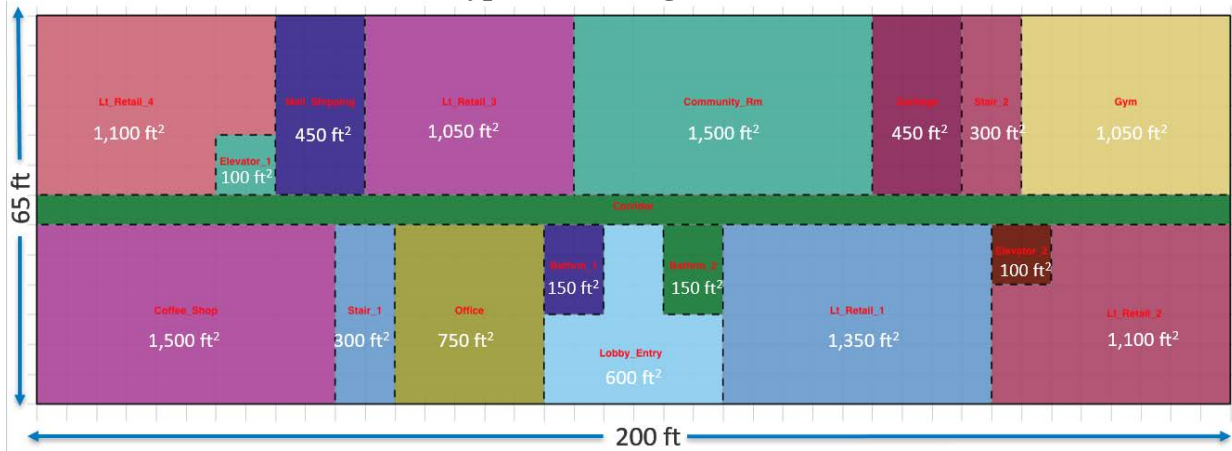 Lt_Retail_4
1,100 ft²
Elevator_1
100 ft²
Mail_Shipping
450 ft²
Lt_Retail_3
1,050 ft²
Community_Rm
1,500 ft²
450 ft²
Stair_2
300 ft²
Gym
1,050 ft²
65 ft
Corridor
Coffee_Shop
1,500 ft²
Stair_1
300 ft²
Office
750 ft²
Bathrm_1
150 ft²
Lobby_Entry
600 ft²
Bathrm_2
150 ft²
Lt_Retail_1
1,350 ft²
Elevator_2
100 ft²
Lt_Retail_2
1,100 ft²
200 ft